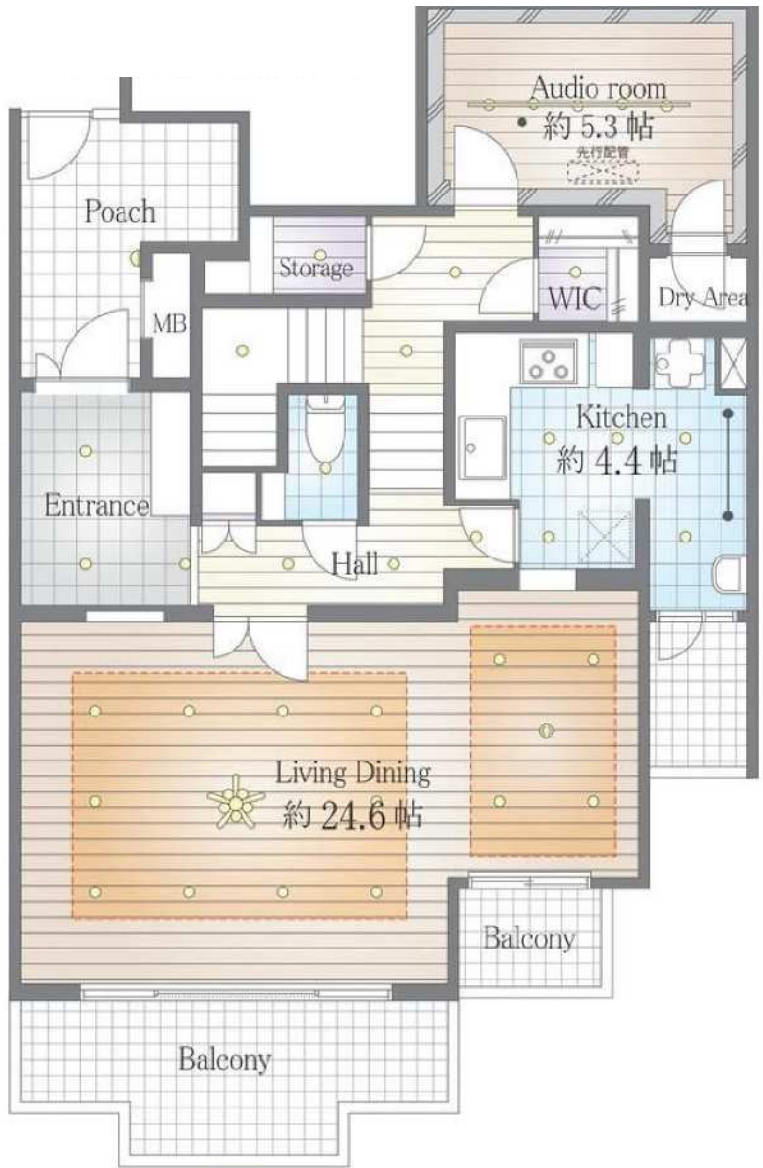 Audio room
約 5.3 帖
先行配管
Poach
Storage
WIC
Dry Area
MB
Kitchen
約 4.4 帖
Entrance
Hall
Living Dining
約 24.6 帖
Balcony
Balcony